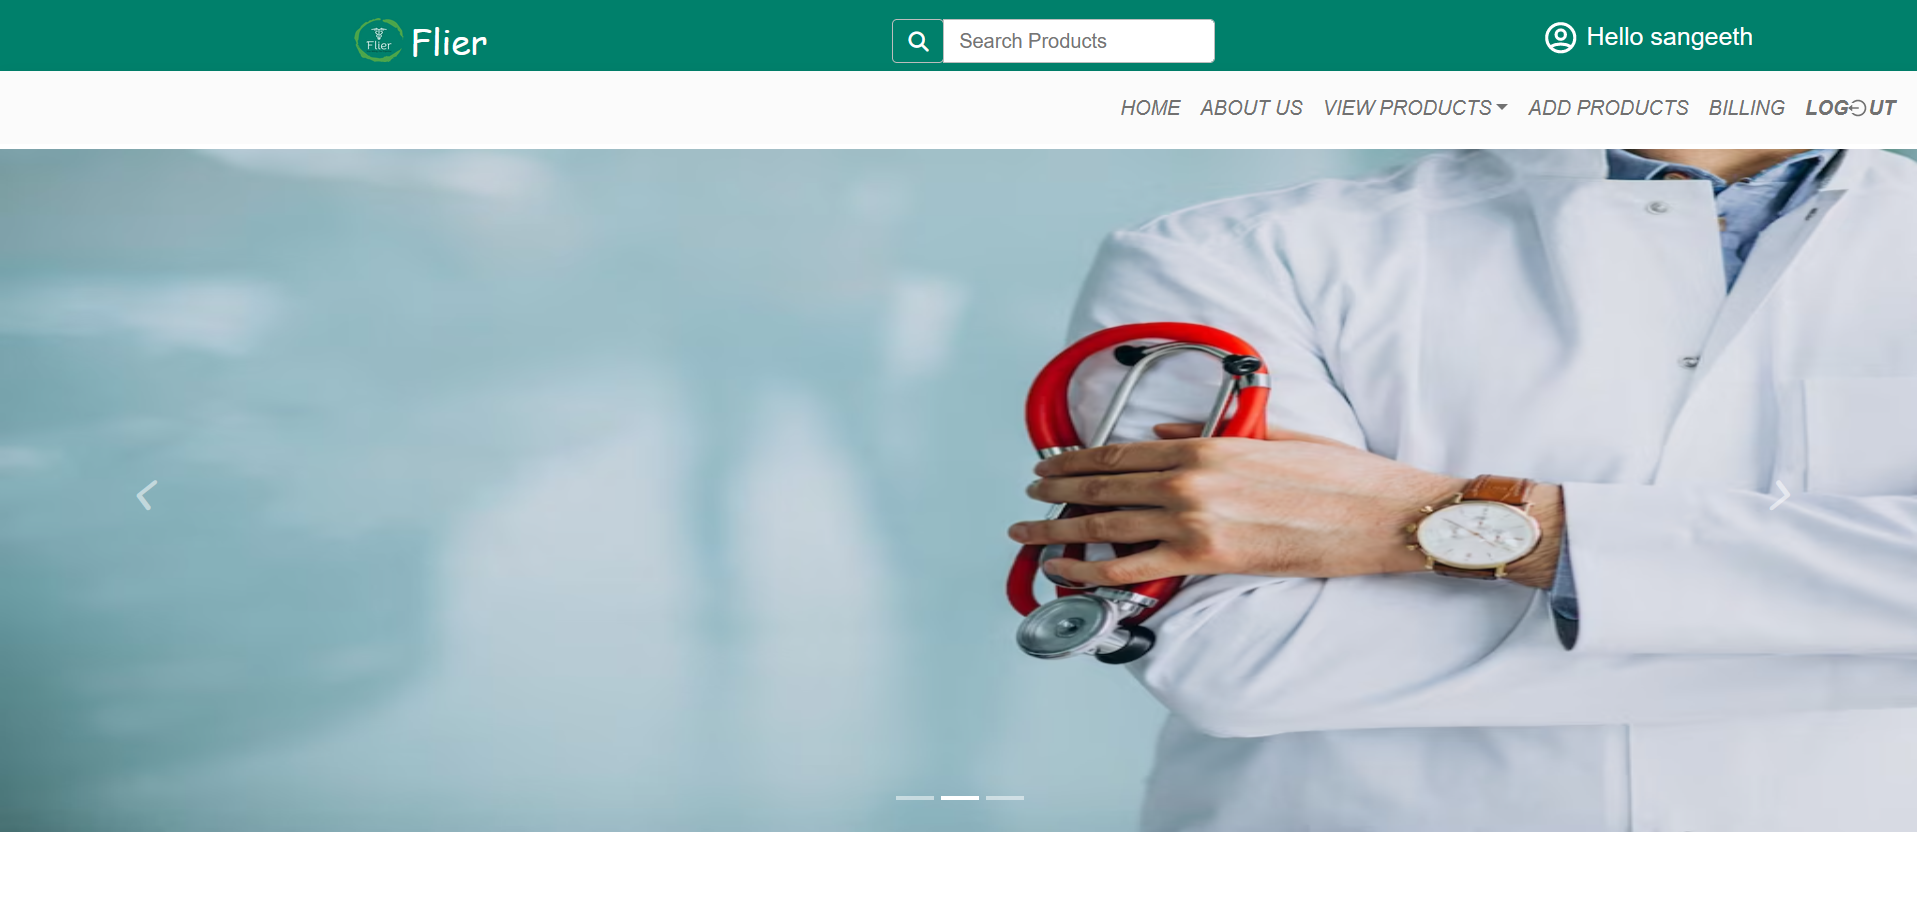 Flier
Flier
Search Products
Hello sangeeth
HOME
ABOUT US
VIEW PRODUCTS
ADD PRODUCTS
BILLING
LOGOUT